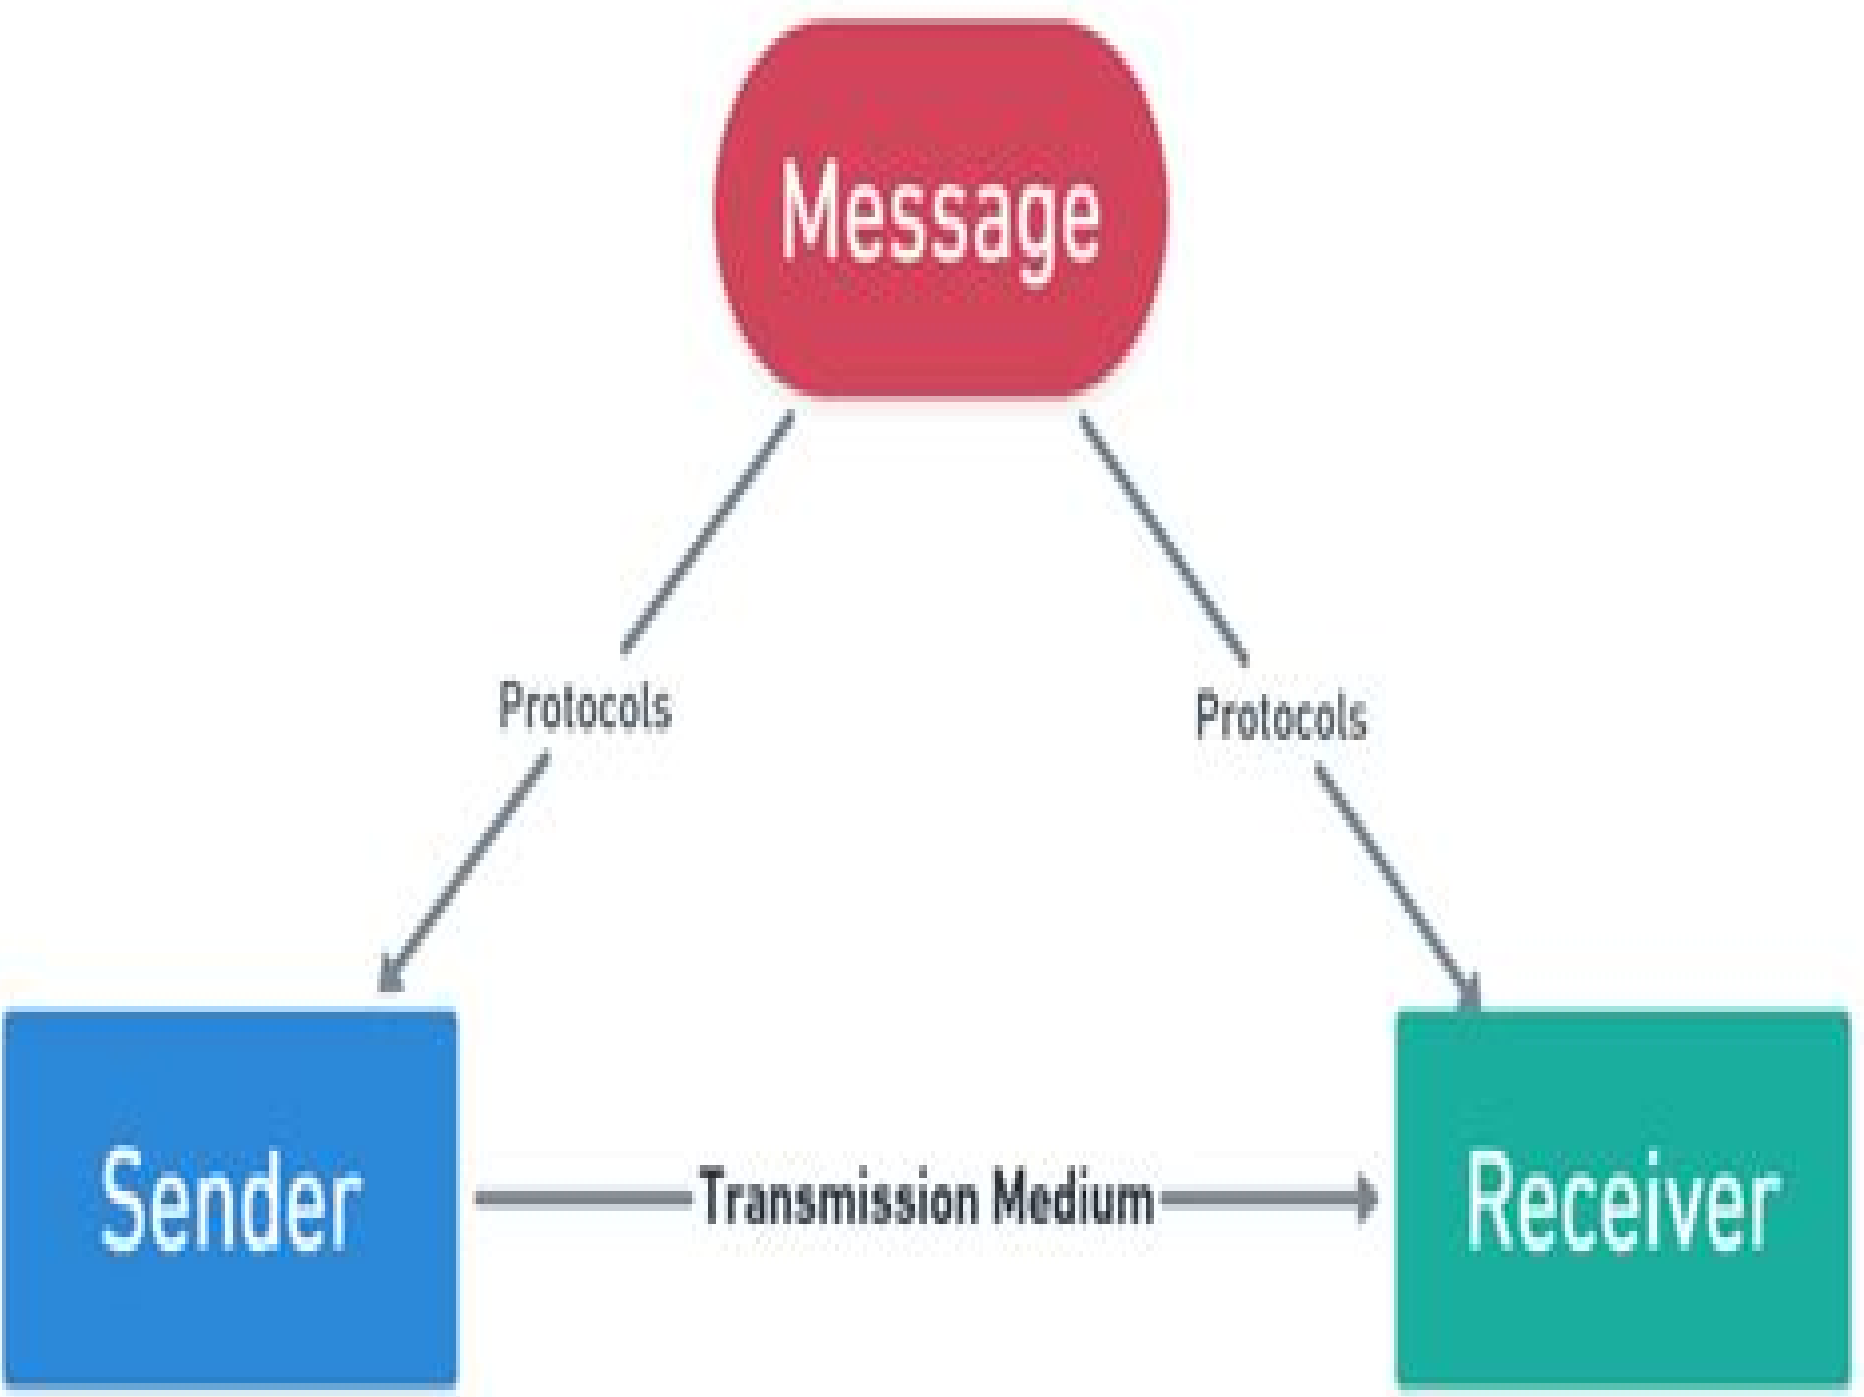 Message
Protocols
Protocols
Sender
Transmission Medium
Receiver